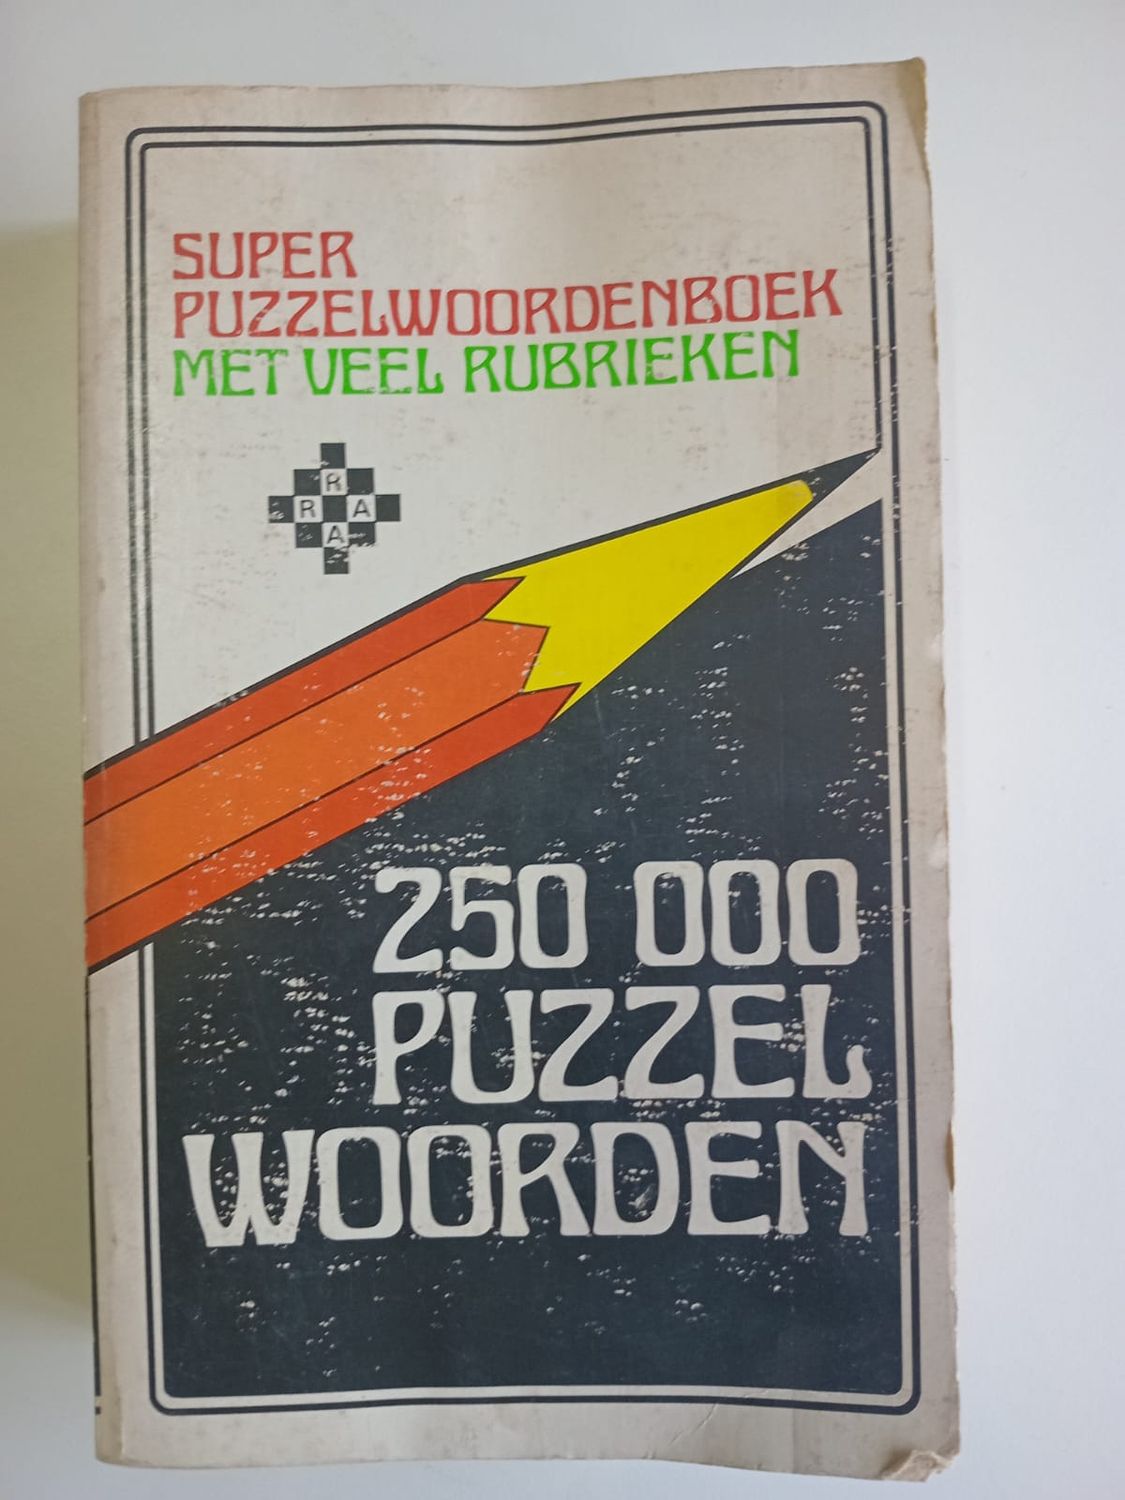 SUPER
PUZZELWOORDENBOEK
MET VEEL RUBRIEKEN
R
R A
A
250 000
PUZZEL
WOORDEN